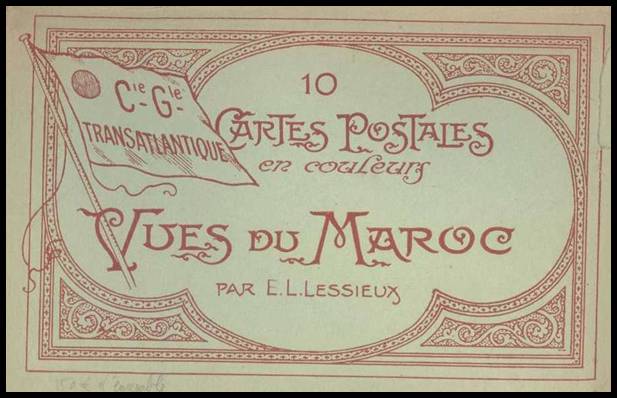 Cie Gle
TRANSATLANTIQUE
10
CARTES POSTALES
en couleurs
VUES DU MAROC
PAR E.L.LESSIEUX